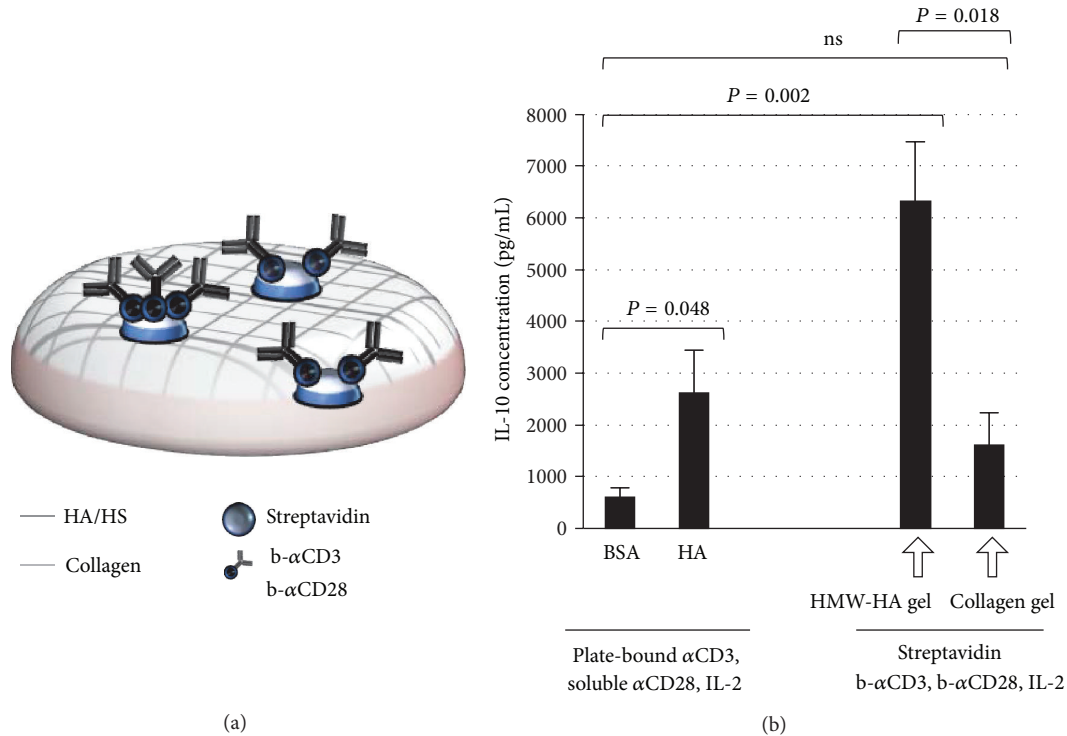 HA/HS
Collagen
Streptavidin
b-αCD3
b-αCD28
(a)
P = 0.018
ns
P = 0.002
P = 0.048
IL-10 concentration (pg/mL)
8000
7000
6000
5000
4000
3000
2000
1000
0
BSA
HA
HMW-HA gel
Collagen gel
Plate-bound αCD3,
soluble αCD28, IL-2
Streptavidin
b-αCD3, b-αCD28, IL-2
(b)